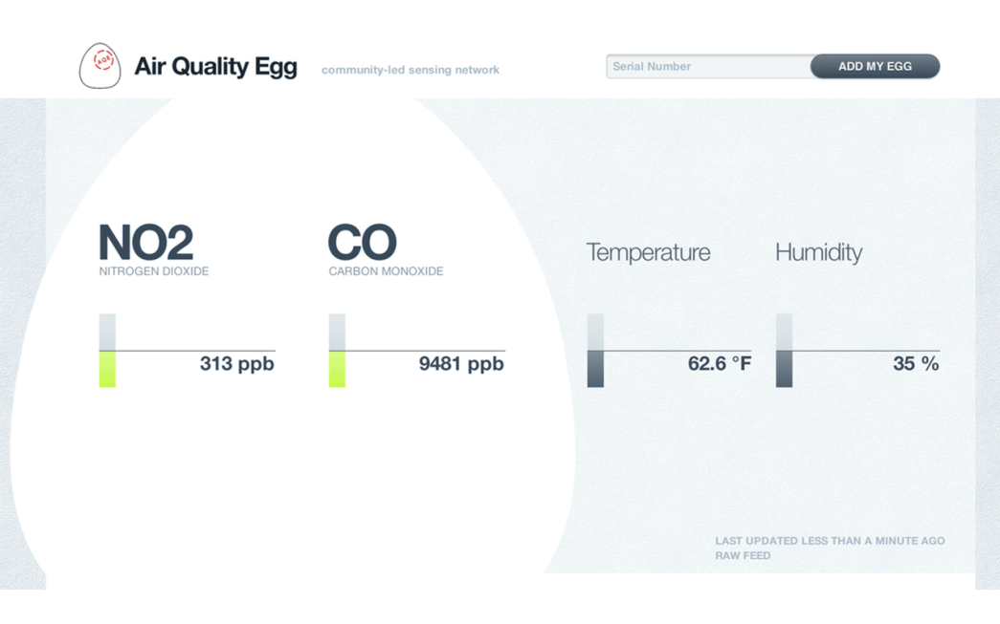 AQE
Air Quality Egg
community-led sensing network
Serial Number
ADD MY EGG
NO2
NITROGEN DIOXIDE
313 ppb
CO
CARBON MONOXIDE
9481 ppb
Temperature
62.6 °F
Humidity
35 %
LAST UPDATED LESS THAN A MINUTE AGO
RAW FEED